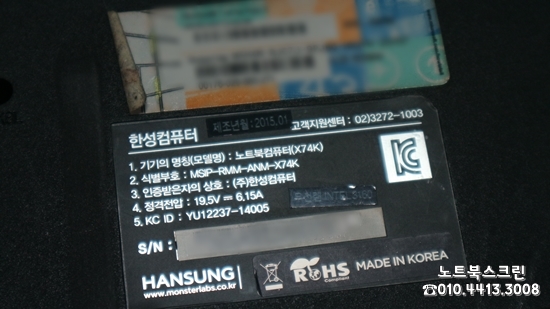 한성컴퓨터 제조년월 : 2015.01 고객지원센터 : 02)3272-1003
1. 기기의 명칭(모델명) : 노트북컴퓨터(X74K)
2. 식별부호 : MSIP-RMM-ANM-X74K
3. 인증받은자의 상호 : (주)한성컴퓨터
4. 정격전압 : 19.5V ⎓ 6.15A
5. KC ID : YU12237-14005
S/N :
HANSUNG
www.monsterlabs.co.kr
RoHS
Compliant
MADE IN KOREA
노트북스크린
☎010.4413.3008